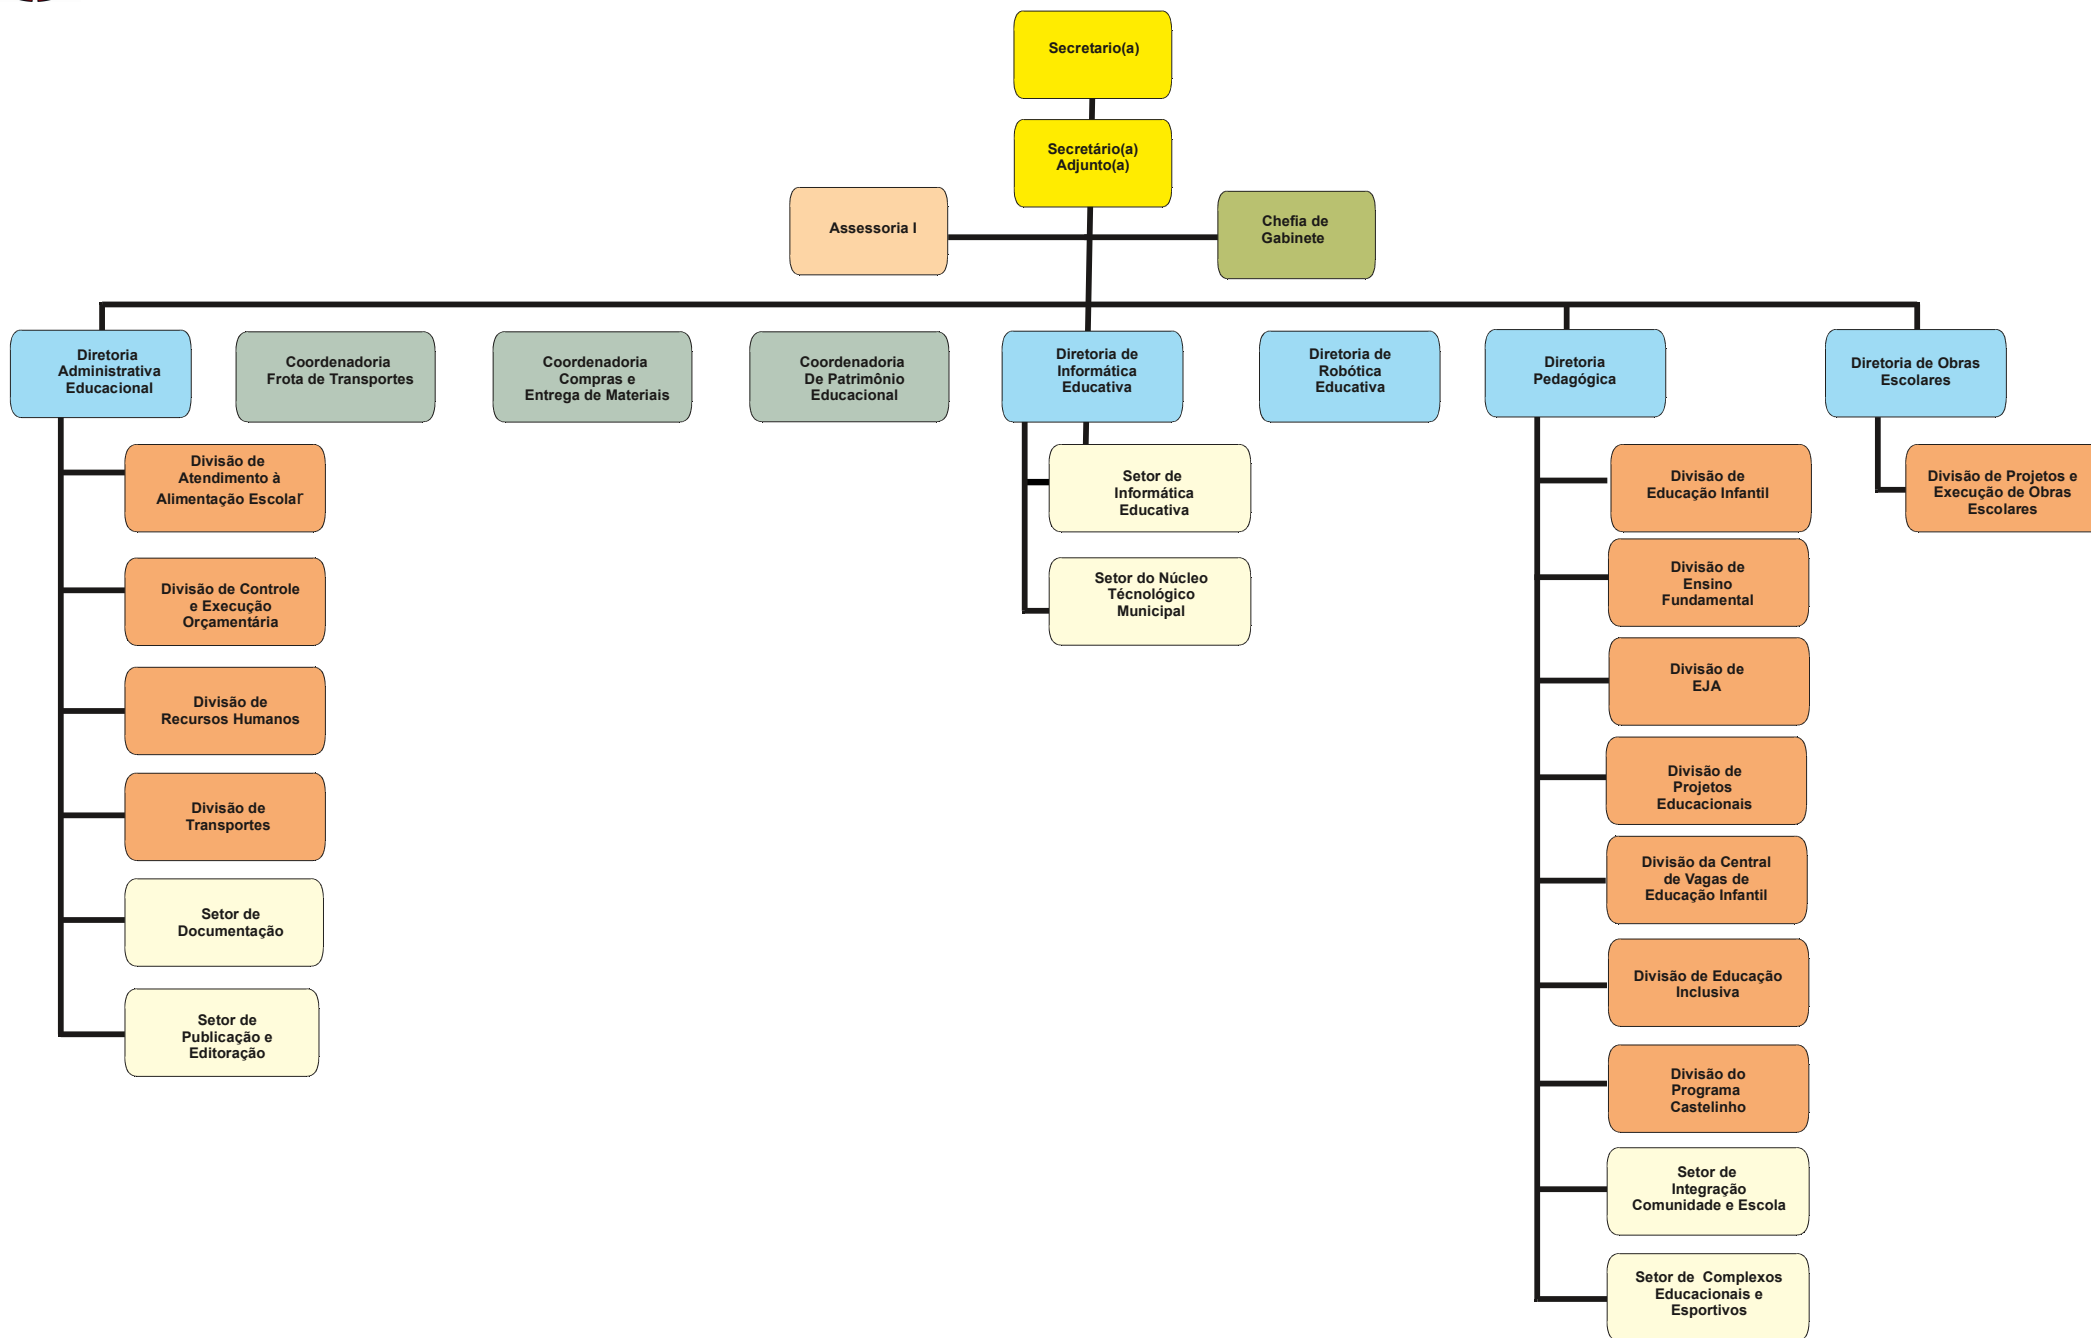 Secretario(a)
Secretário(a)
Adjunto(a)
Assessoria I
Chefia de
Gabinete
Diretoria
Administrativa
Educacional
Coordenadoria
Frota de Transportes
Coordenadoria
Compras e
Entrega de Materiais
Coordenadoria
De Patrimônio
Educacional
Diretoria de
Informática
Educativa
Diretoria de
Robótica
Educativa
Diretoria
Pedagógica
Diretoria de Obras
Escolares
Divisão de
Atendimento à
Alimentação Escolar
Divisão de Controle
e Execução
Orçamentária
Divisão de
Recursos Humanos
Divisão de
Transportes
Setor de
Documentação
Setor de
Publicação e
Editoração
Setor de
Informática
Educativa
Setor do Núcleo
Técnológico
Municipal
Divisão de
Educação Infantil
Divisão de
Ensino
Fundamental
Divisão de
EJA
Divisão de
Projetos
Educacionais
Divisão da Central
de Vagas de
Educação Infantil
Divisão de Educação
Inclusiva
Divisão do
Programa
Castelinho
Setor de
Integração
Comunidade e Escola
Setor de  Complexos
Educacionais e
Esportivos
Divisão de Projetos e
Execução de Obras
Escolares